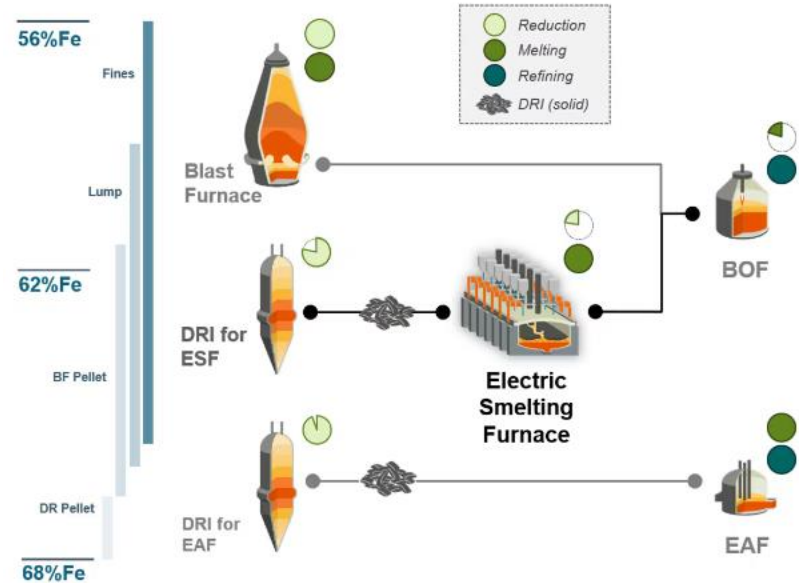 56%Fe
Fines
Lump
62%Fe
BF Pellet
DR Pellet
68%Fe
Reduction
Melting
Refining
DRI (solid)
Blast
Furnace
BOF
DRI for
ESF
Electric
Smelting
Furnace
DRI for
EAF
EAF